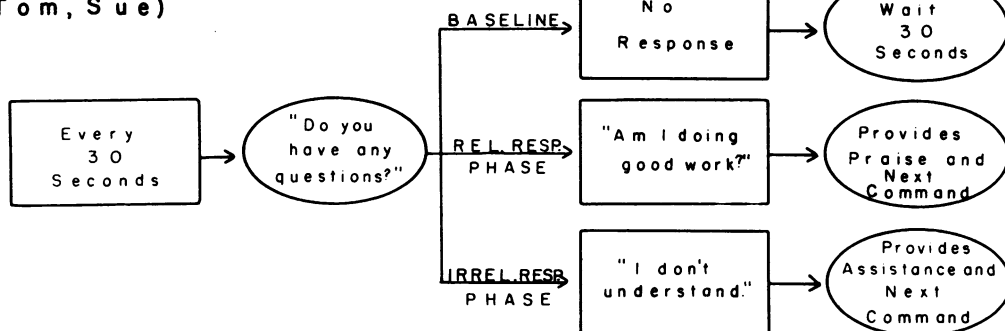 Tom, Sue)
BASELINE
No
Response
Wait
30
Seconds
Every
30
Seconds
"Do you
have any
questions?"
REL. RESP.
PHASE
"Am I doing
good work?"
Provides
Praise and
Next
Command
IRREL. RESP.
PHASE
"I don't
understand."
Provides
Assistance and
Next
Command